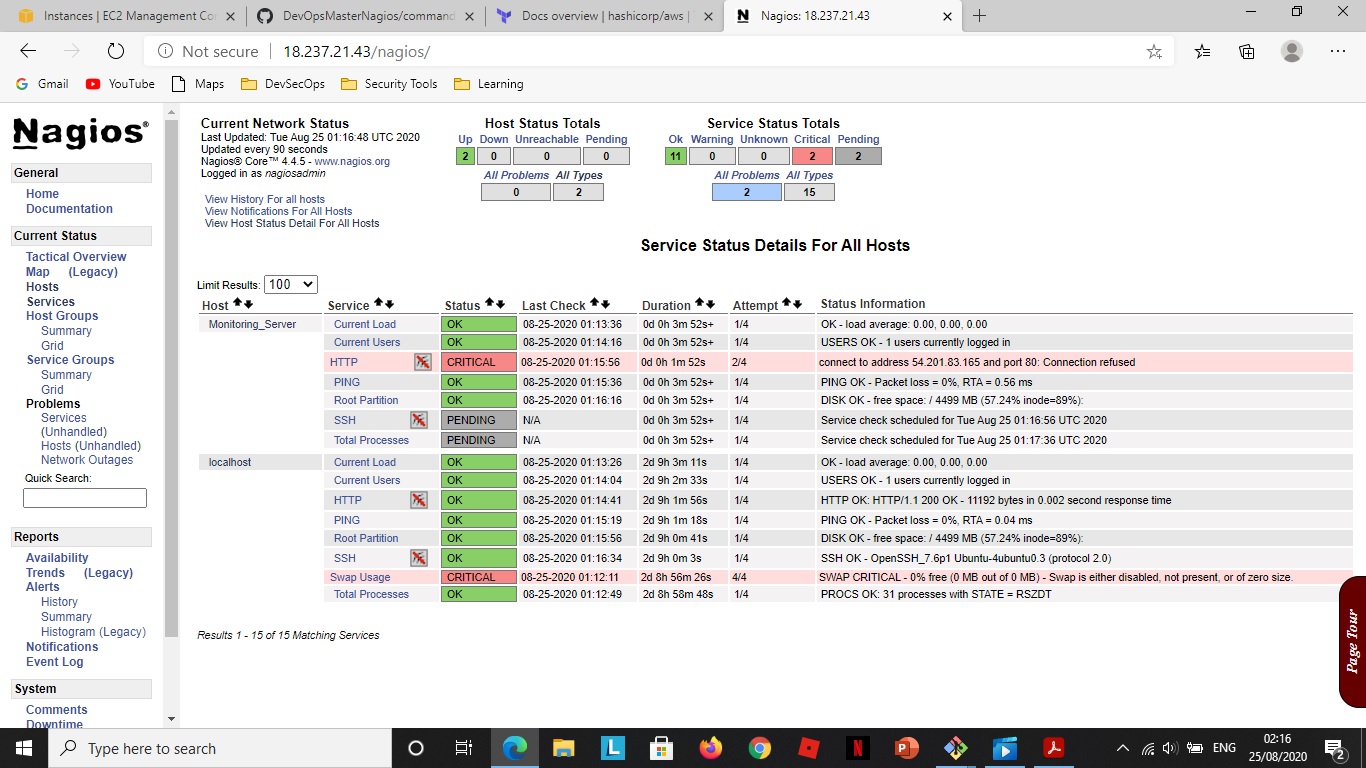 Instances | EC2 Management Co
DevOpsMasterNagios/command
Docs overview | hashicorp/aws |
Nagios: 18.237.21.43
Not secure
18.237.21.43/nagios/
Gmail
YouTube
Maps
DevSecOps
Security Tools
Learning
Nagios®
General
Home
Documentation
Current Status
Tactical Overview
Map (Legacy)
Hosts
Services
Host Groups
Summary
Grid
Service Groups
Summary
Grid
Problems
Services
(Unhandled)
Hosts (Unhandled)
Network Outages
Quick Search:
Reports
Availability
Trends (Legacy)
Alerts
History
Summary
Histogram (Legacy)
Notifications
Event Log
System
Comments
Downtime
Current Network Status
Last Updated: Tue Aug 25 01:16:48 UTC 2020
Updated every 90 seconds
Nagios® Core™ 4.4.5 - www.nagios.org
Logged in as nagiosadmin
View History For all hosts
View Notifications For All Hosts
View Host Status Detail For All Hosts
Host Status Totals
Up Down Unreachable Pending
2 0 0 0
All Problems All Types
0 2
Service Status Totals
Ok Warning Unknown Critical Pending
11 0 0 2 2
All Problems All Types
2 15
Service Status Details For All Hosts
Limit Results: 100
Host Service Status Last Check Duration Attempt Status Information
Monitoring_Server Current Load OK 08-25-2020 01:13:36 0d 0h 3m 52s+ 1/4 OK - load average: 0.00, 0.00, 0.00
Current Users OK 08-25-2020 01:14:16 0d 0h 3m 52s+ 1/4 USERS OK - 1 users currently logged in
HTTP CRITICAL 08-25-2020 01:15:56 0d 0h 1m 52s 2/4 connect to address 54.201.83.165 and port 80: Connection refused
PING OK 08-25-2020 01:15:36 0d 0h 3m 52s+ 1/4 PING OK - Packet loss = 0%, RTA = 0.56 ms
Root Partition OK 08-25-2020 01:16:16 0d 0h 3m 52s+ 1/4 DISK OK - free space: / 4499 MB (57.24% inode=89%):
SSH PENDING N/A 0d 0h 3m 52s+ 1/4 Service check scheduled for Tue Aug 25 01:16:56 UTC 2020
Total Processes PENDING N/A 0d 0h 3m 52s+ 1/4 Service check scheduled for Tue Aug 25 01:17:36 UTC 2020
localhost Current Load OK 08-25-2020 01:13:26 2d 9h 3m 11s 1/4 OK - load average: 0.00, 0.00, 0.00
Current Users OK 08-25-2020 01:14:04 2d 9h 2m 33s 1/4 USERS OK - 1 users currently logged in
HTTP OK 08-25-2020 01:14:41 2d 9h 1m 56s 1/4 HTTP OK: HTTP/1.1 200 OK - 11192 bytes in 0.002 second response time
PING OK 08-25-2020 01:15:19 2d 9h 1m 18s 1/4 PING OK - Packet loss = 0%, RTA = 0.04 ms
Root Partition OK 08-25-2020 01:15:56 2d 9h 0m 41s 1/4 DISK OK - free space: / 4499 MB (57.24% inode=89%):
SSH OK 08-25-2020 01:16:34 2d 9h 0m 3s 1/4 SSH OK - OpenSSH_7.6p1 Ubuntu-4ubuntu0.3 (protocol 2.0)
Swap Usage CRITICAL 08-25-2020 01:12:11 2d 8h 56m 26s 4/4 SWAP CRITICAL - 0% free (0 MB out of 0 MB) - Swap is either disabled, not present, or of zero size.
Total Processes OK 08-25-2020 01:12:49 2d 8h 58m 48s 1/4 PROCS OK: 31 processes with STATE = RSZDT
Results 1 - 15 of 15 Matching Services
Page Tour
Type here to search
L
N
P
ENG
02:16
25/08/2020
2